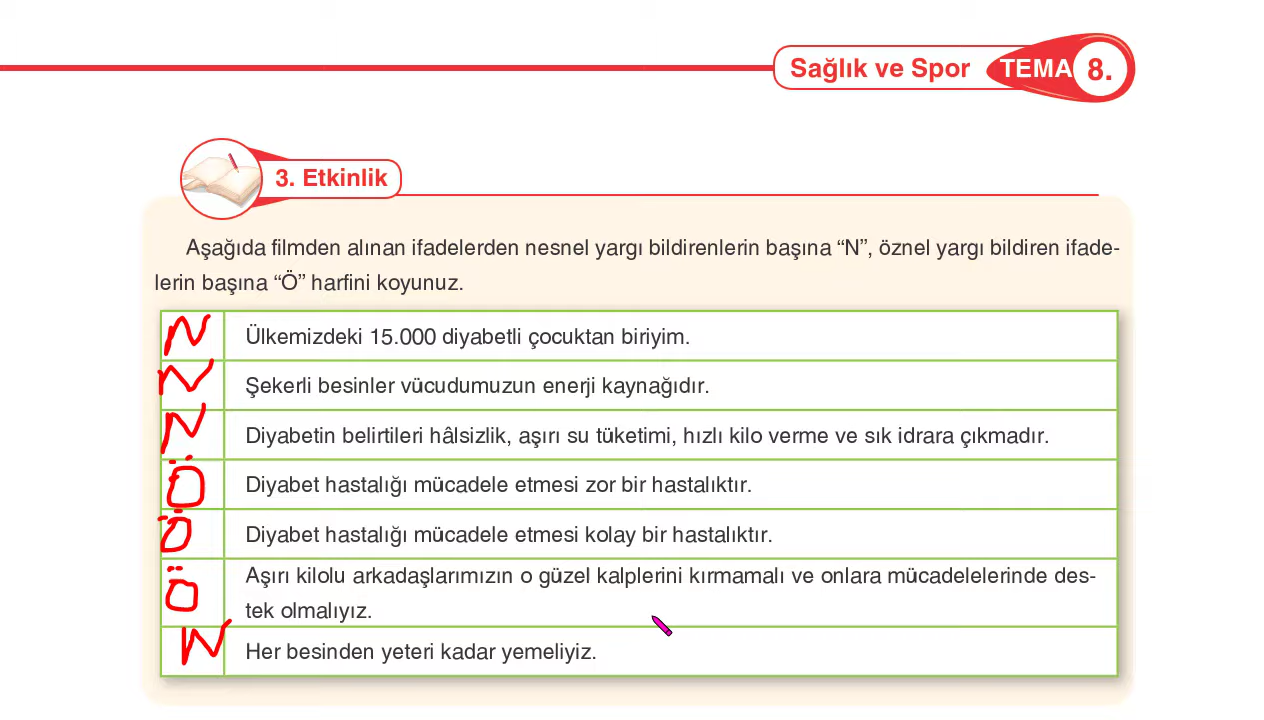 Sağlık ve Spor TEMA 8.
3. Etkinlik
Aşağıda filmden alınan ifadelerden nesnel yargı bildirenlerin başına “N”, öznel yargı bildiren ifade-
lerin başına “Ö” harfini koyunuz.
N Ülkemizdeki 15.000 diyabetli çocuktan biriyim.
N Şekerli besinler vücudumuzun enerji kaynağıdır.
N Diyabetin belirtileri hâlsizlik, aşırı su tüketimi, hızlı kilo verme ve sık idrara çıkmadır.
Ö Diyabet hastalığı mücadele etmesi zor bir hastalıktır.
Ö Diyabet hastalığı mücadele etmesi kolay bir hastalıktır.
Ö Aşırı kilolu arkadaşlarımızın o güzel kalplerini kırmamalı ve onlara mücadelelerinde des-
tek olmalıyız.
N Her besinden yeteri kadar yemeliyiz.